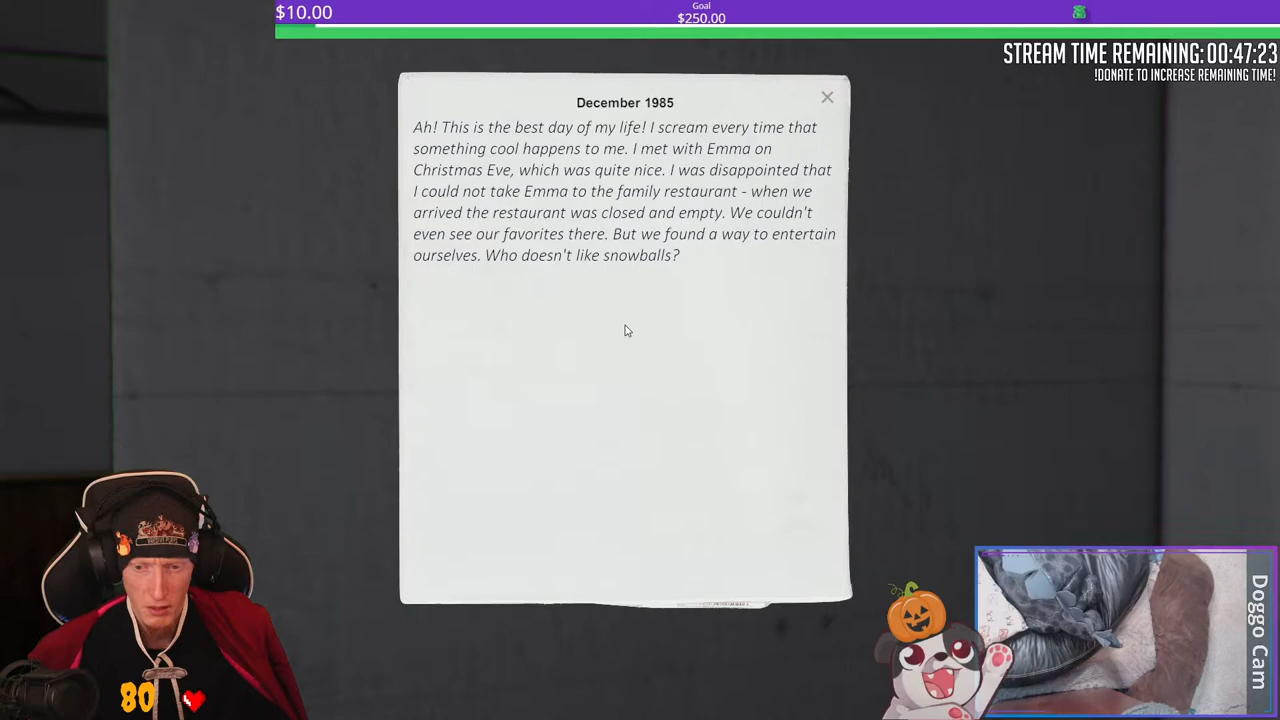 $10.00
Goal
$250.00
STREAM TIME REMAINING: 00:47:23
!DONATE TO INCREASE REMAINING TIME!
December 1985
Ah! This is the best day of my life! I scream every time that
something cool happens to me. I met with Emma on
Christmas Eve, which was quite nice. I was disappointed that
I could not take Emma to the family restaurant - when we
arrived the restaurant was closed and empty. We couldn't
even see our favorites there. But we found a way to entertain
ourselves. Who doesn't like snowballs?
80
Doggo Cam